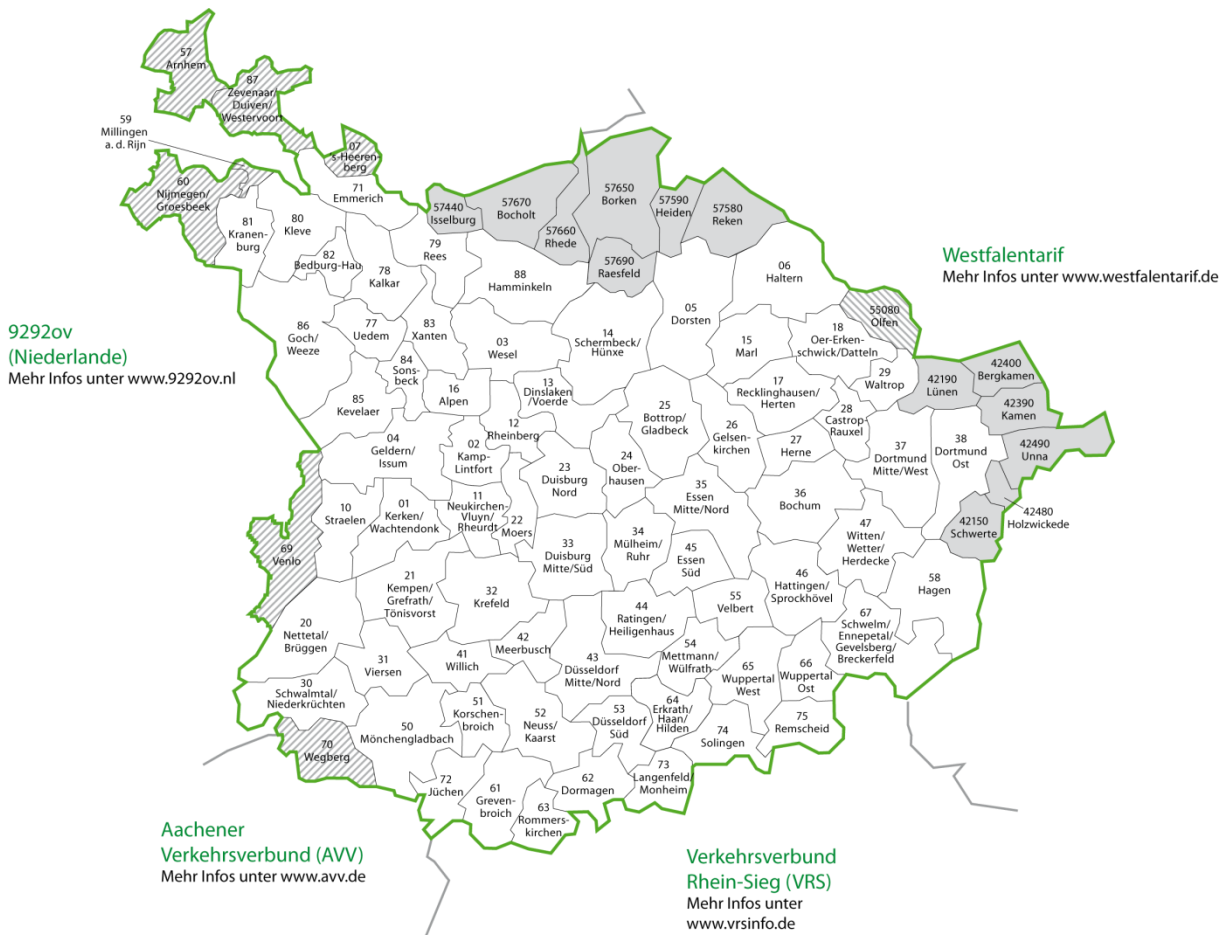 57
Arnhem
87
Zevenaar/
Duiven/
Westervoort
59
Millingen
a. d. Rijn
07
's-Heeren-
berg
60
Nijmegen/
Groesbeek
71
Emmerich
81
Kranen-
burg
80
Kleve
82
Bedburg-Hau
78
Kalkar
79
Rees
57440
Isselburg
57670
Bocholt
57660
Rhede
57650
Borken
57590
Heiden
57580
Reken
57690
Raesfeld
88
Hamminkeln
06
Haltern
05
Dorsten
Westfalentarif
Mehr Infos unter www.westfalentarif.de
55080
Olfen
9292ov
(Niederlande)
Mehr Infos unter www.9292ov.nl
86
Goch/
Weeze
77
Uedem
83
Xanten
84
Sons-
beck
03
Wesel
14
Schermbeck/
Hünxe
15
Marl
18
Oer-Erken-
schwick/Datteln
29
Waltrop
42190
Lünen
42400
Bergkamen
42390
Kamen
42490
Unna
42480
Holzwickede
42150
Schwerte
85
Kevelaer
16
Alpen
13
Dinslaken
/Voerde
17
Recklinghausen/
Herten
28
Castrop-
Rauxel
04
Geldern/
Issum
02
Kamp-
Lintfort
12
Rheinberg
25
Bottrop/
Gladbeck
26
Gelsen-
kirchen
27
Herne
37
Dortmund
Mitte/West
38
Dortmund
Ost
10
Straelen
01
Kerken/
Wachtendonk
11
Neukirchen-
Vluyn/
Rheurdt
22
Moers
23
Duisburg
Nord
24
Ober-
hausen
35
Essen
Mitte/Nord
36
Bochum
69
Venlo
33
Duisburg
Mitte/Süd
34
Mülheim/
Ruhr
45
Essen
Süd
47
Witten/
Wetter/
Herdecke
21
Kempen/
Grefrath/
Tönisvorst
32
Krefeld
44
Ratingen/
Heiligenhaus
55
Velbert
46
Hattingen/
Sprockhövel
58
Hagen
20
Nettetal/
Brüggen
31
Viersen
41
Willich
42
Meerbusch
43
Düsseldorf
Mitte/Nord
54
Mettmann/
Wülfrath
65
Wuppertal
West
66
Wuppertal
Ost
67
Schwelm/
Ennepetal/
Gevelsberg/
Breckerfeld
30
Schwalmtal/
Niederkrüchten
50
Mönchengladbach
51
Korschen-
broich
52
Neuss/
Kaarst
53
Düsseldorf
Süd
64
Erkrath/
Haan/
Hilden
74
Solingen
75
Remscheid
70
Wegberg
72
Jüchen
61
Greven-
broich
63
Rommers-
kirchen
62
Dormagen
73
Langenfeld/
Monheim
Aachener
Verkehrsverbund (AVV)
Mehr Infos unter www.avv.de
Verkehrsverbund
Rhein-Sieg (VRS)
Mehr Infos unter
www.vrsinfo.de